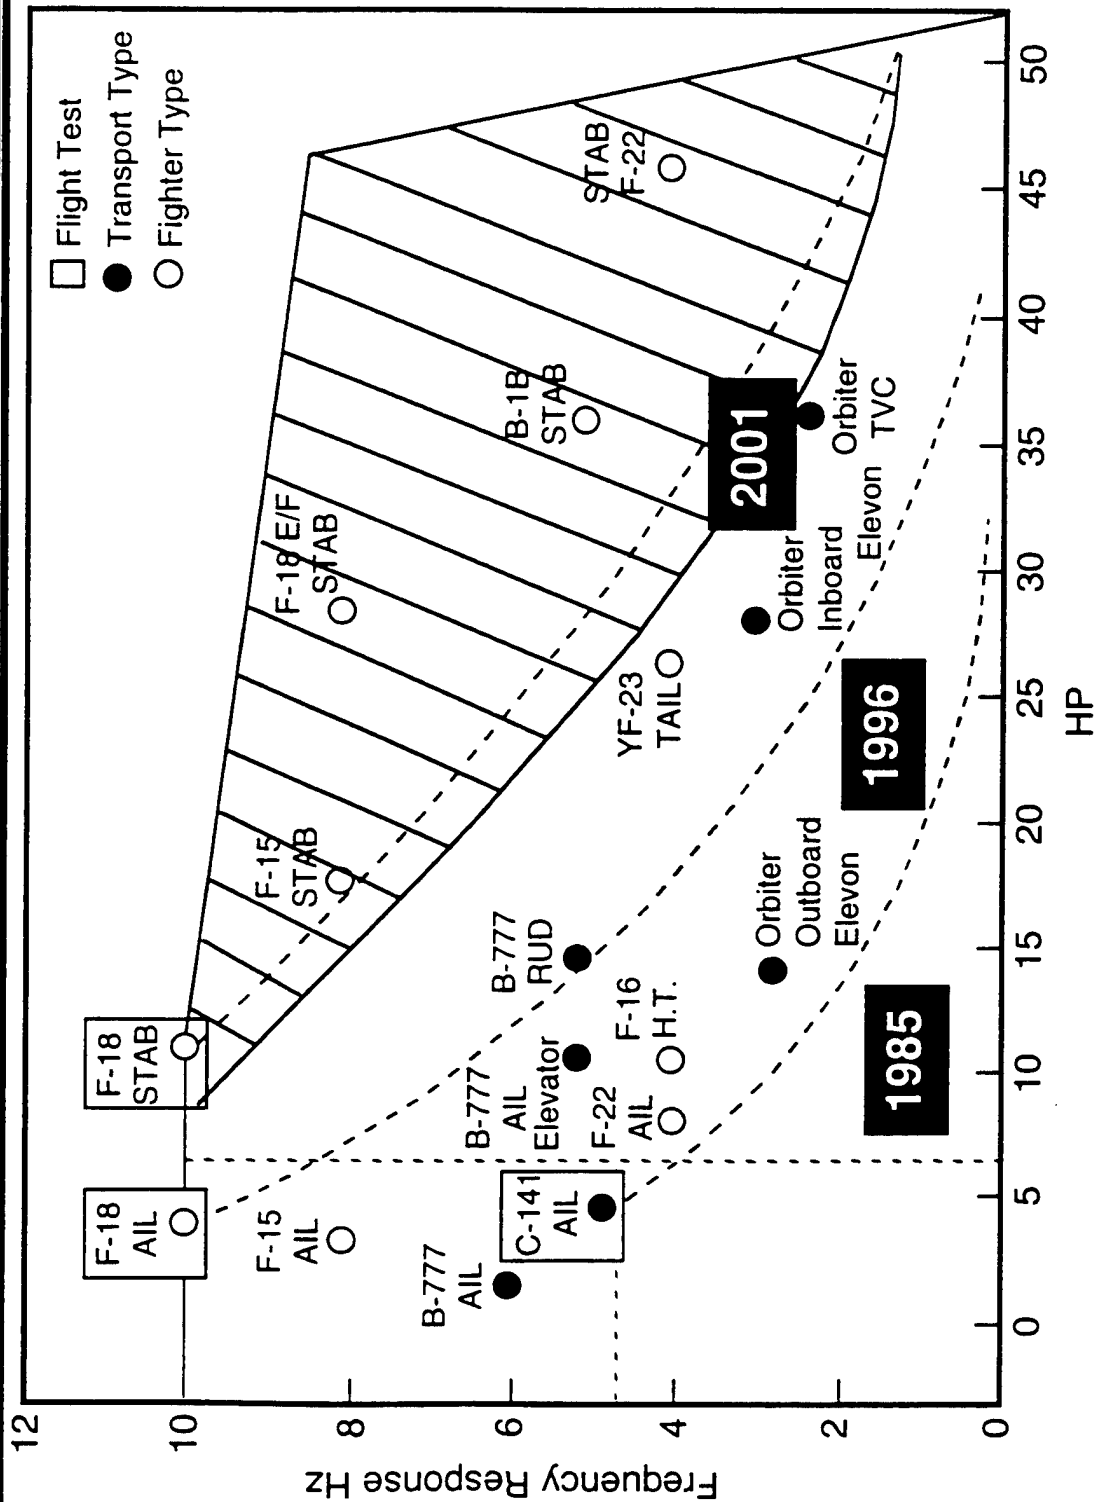 Flight Test
Transport Type
Fighter Type
12
10
8
6
4
2
0
Frequency Response Hz
F-18
AIL
F-18
STAB
F-15
AIL
F-15
STAB
F-18 E/F
STAB
B-777
AIL
C-141
AIL
B-777
AIL
Elevator
B-777
RUD
F-22
AIL
F-16
H.T.
YF-23
TAIL
B-1B
STAB
STAB
F-22
Orbiter
Outboard
Elevon
Orbiter
Inboard
Elevon
Orbiter
TVC
1985
1996
2001
0
5
10
15
20
25
30
35
40
45
50
HP